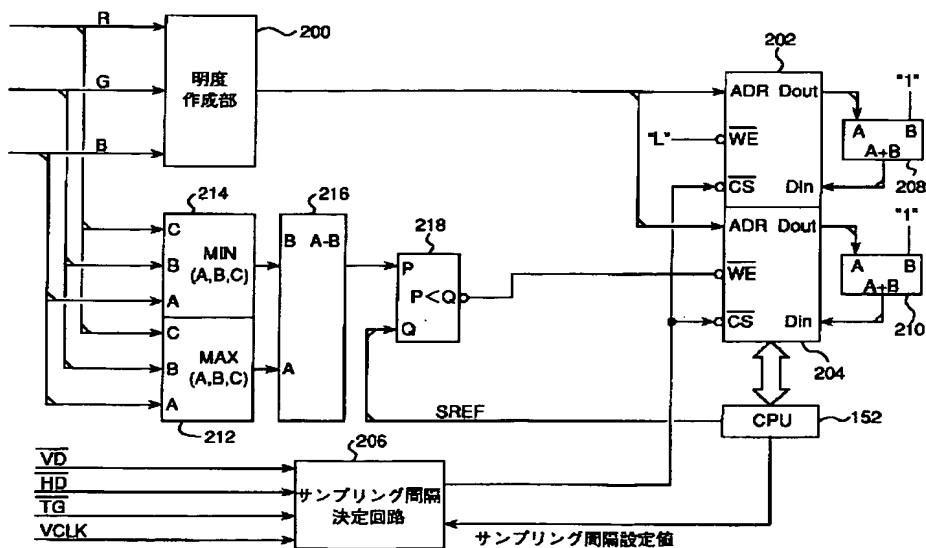 R
200
G
明度
作成部
B
202
ADR Dout
"1"
A B
A+B
208
"L"
WE
CS Din
214
216
218
C
B
A
MIN
(A,B,C)
B A-B
P
P<Q
Q
ADR Dout
"1"
A B
A+B
210
WE
CS Din
204
C
B
A
MAX
(A,B,C)
A
212
SREF
CPU
152
206
VD
HD
TG
VCLK
サンプリング間隔
決定回路
サンプリング間隔設定値